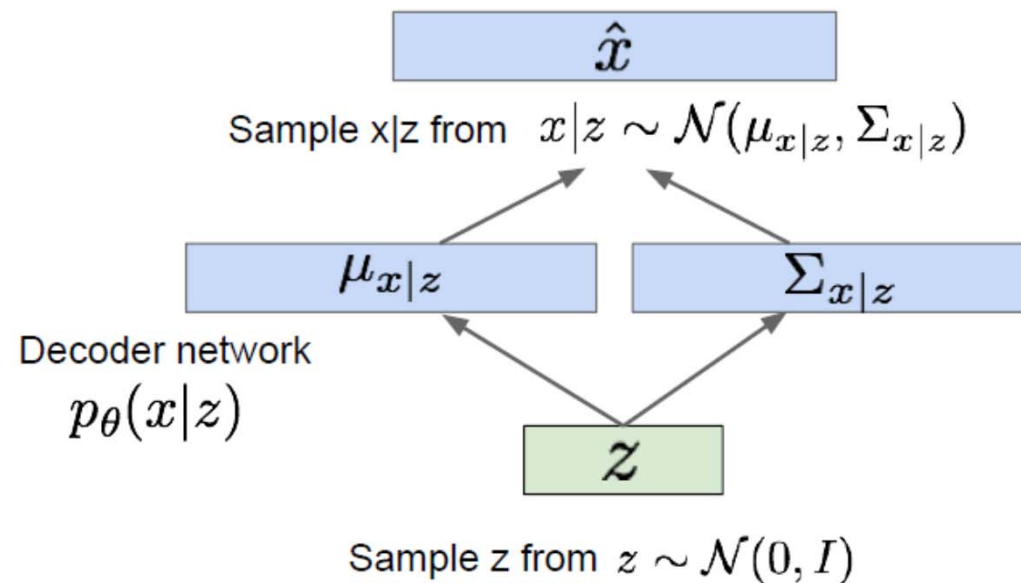 x̂
Sample x|z from x|z ∼ 𝒩(μ_{x|z}, Σ_{x|z})
μ_{x|z}
Σ_{x|z}
Decoder network
p_θ(x|z)
z
Sample z from z ∼ 𝒩(0, I)